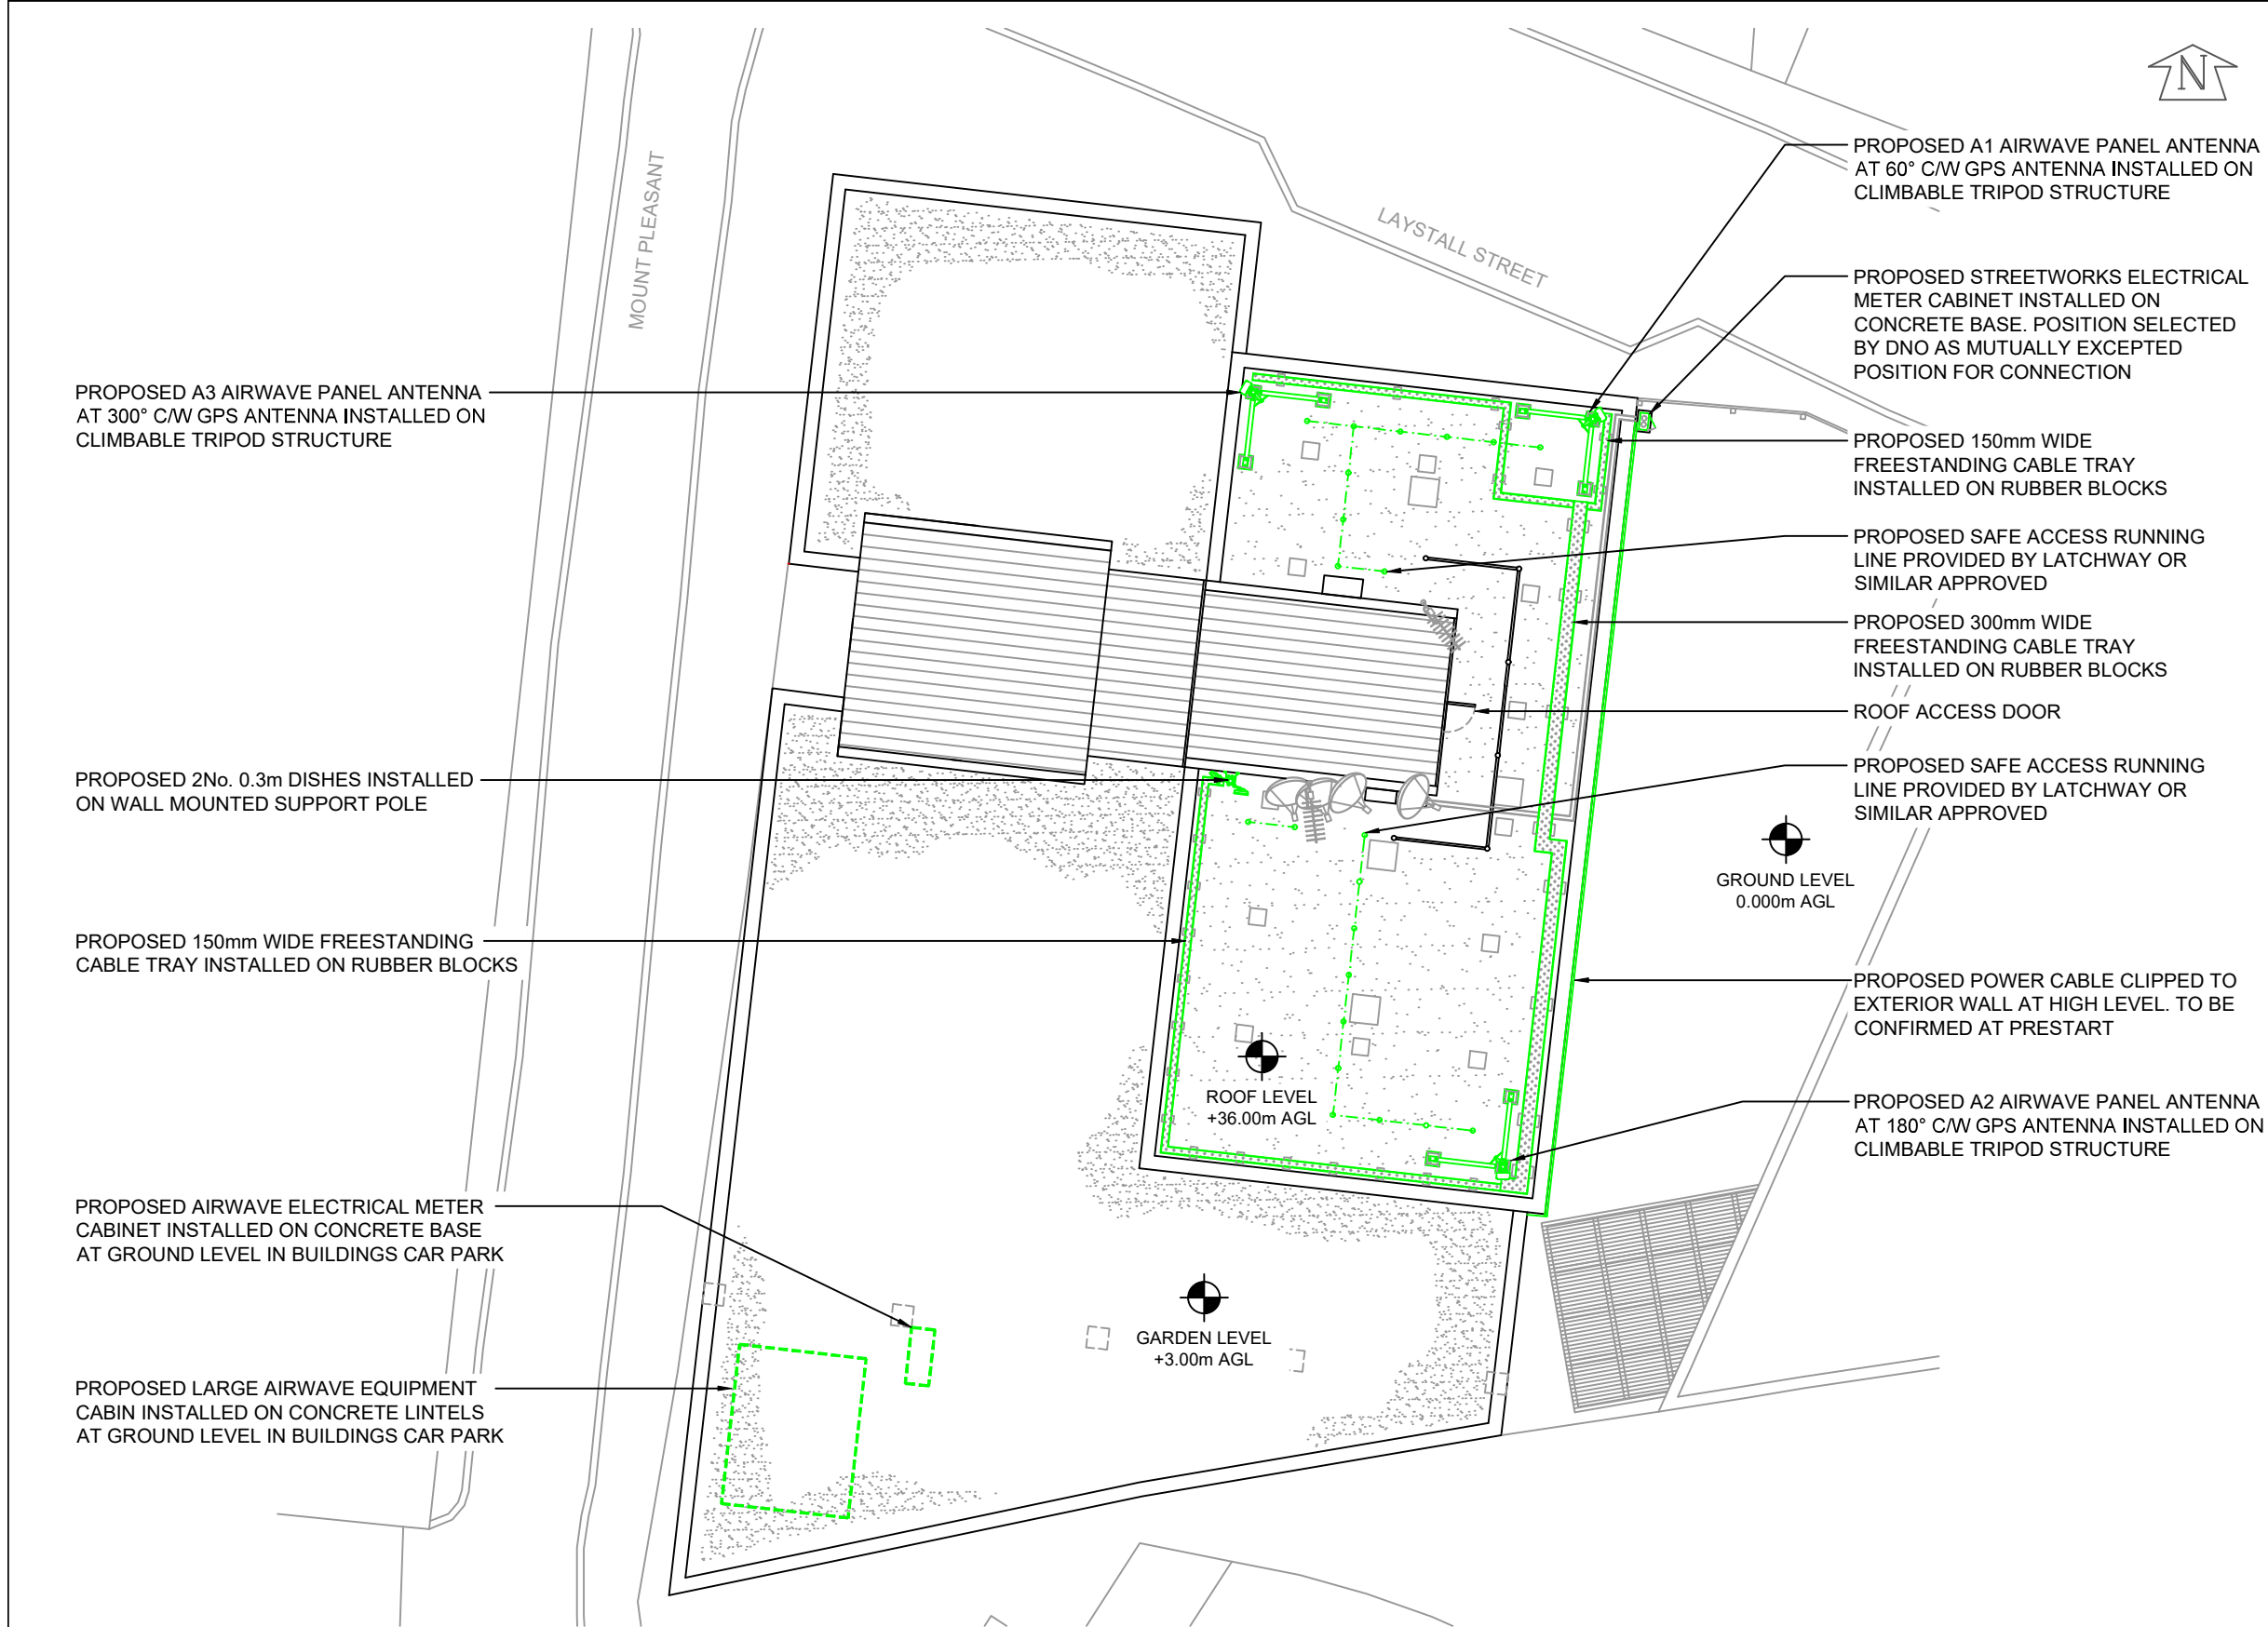 N
MOUNT PLEASANT
LAYSTALL STREET
PROPOSED A3 AIRWAVE PANEL ANTENNA
AT 300° C/W GPS ANTENNA INSTALLED ON
CLIMBABLE TRIPOD STRUCTURE
PROPOSED 2No. 0.3m DISHES INSTALLED
ON WALL MOUNTED SUPPORT POLE
PROPOSED 150mm WIDE FREESTANDING
CABLE TRAY INSTALLED ON RUBBER BLOCKS
PROPOSED AIRWAVE ELECTRICAL METER
CABINET INSTALLED ON CONCRETE BASE
AT GROUND LEVEL IN BUILDINGS CAR PARK
PROPOSED LARGE AIRWAVE EQUIPMENT
CABIN INSTALLED ON CONCRETE LINTELS
AT GROUND LEVEL IN BUILDINGS CAR PARK
ROOF LEVEL
+36.00m AGL
GARDEN LEVEL
+3.00m AGL
GROUND LEVEL
0.000m AGL
PROPOSED A1 AIRWAVE PANEL ANTENNA
AT 60° C/W GPS ANTENNA INSTALLED ON
CLIMBABLE TRIPOD STRUCTURE
PROPOSED STREETWORKS ELECTRICAL
METER CABINET INSTALLED ON
CONCRETE BASE. POSITION SELECTED
BY DNO AS MUTUALLY EXCEPTED
POSITION FOR CONNECTION
PROPOSED 150mm WIDE
FREESTANDING CABLE TRAY
INSTALLED ON RUBBER BLOCKS
PROPOSED SAFE ACCESS RUNNING
LINE PROVIDED BY LATCHWAY OR
SIMILAR APPROVED
PROPOSED 300mm WIDE
FREESTANDING CABLE TRAY
INSTALLED ON RUBBER BLOCKS
ROOF ACCESS DOOR
PROPOSED SAFE ACCESS RUNNING
LINE PROVIDED BY LATCHWAY OR
SIMILAR APPROVED
PROPOSED POWER CABLE CLIPPED TO
EXTERIOR WALL AT HIGH LEVEL. TO BE
CONFIRMED AT PRESTART
PROPOSED A2 AIRWAVE PANEL ANTENNA
AT 180° C/W GPS ANTENNA INSTALLED ON
CLIMBABLE TRIPOD STRUCTURE